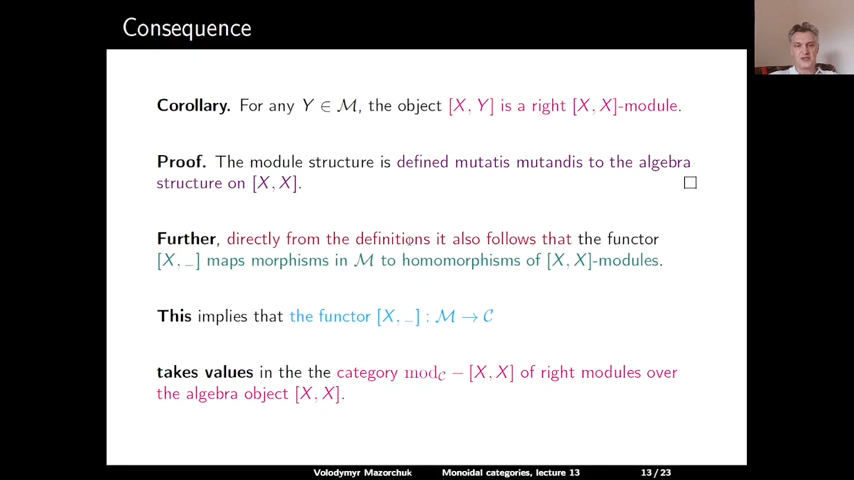 Consequence
Corollary. For any Y ∈ ℳ, the object [X, Y] is a right [X, X]-module.
Proof. The module structure is defined mutatis mutandis to the algebra
structure on [X, X]. □
Further, directly from the definitions it also follows that the functor
[X, _] maps morphisms in ℳ to homomorphisms of [X, X]-modules.
This implies that the functor [X, _] : ℳ → 𝒞
takes values in the the category mod_𝒞 − [X, X] of right modules over
the algebra object [X, X].
Volodymyr Mazorchuk Monoidal categories, lecture 13 13 / 23